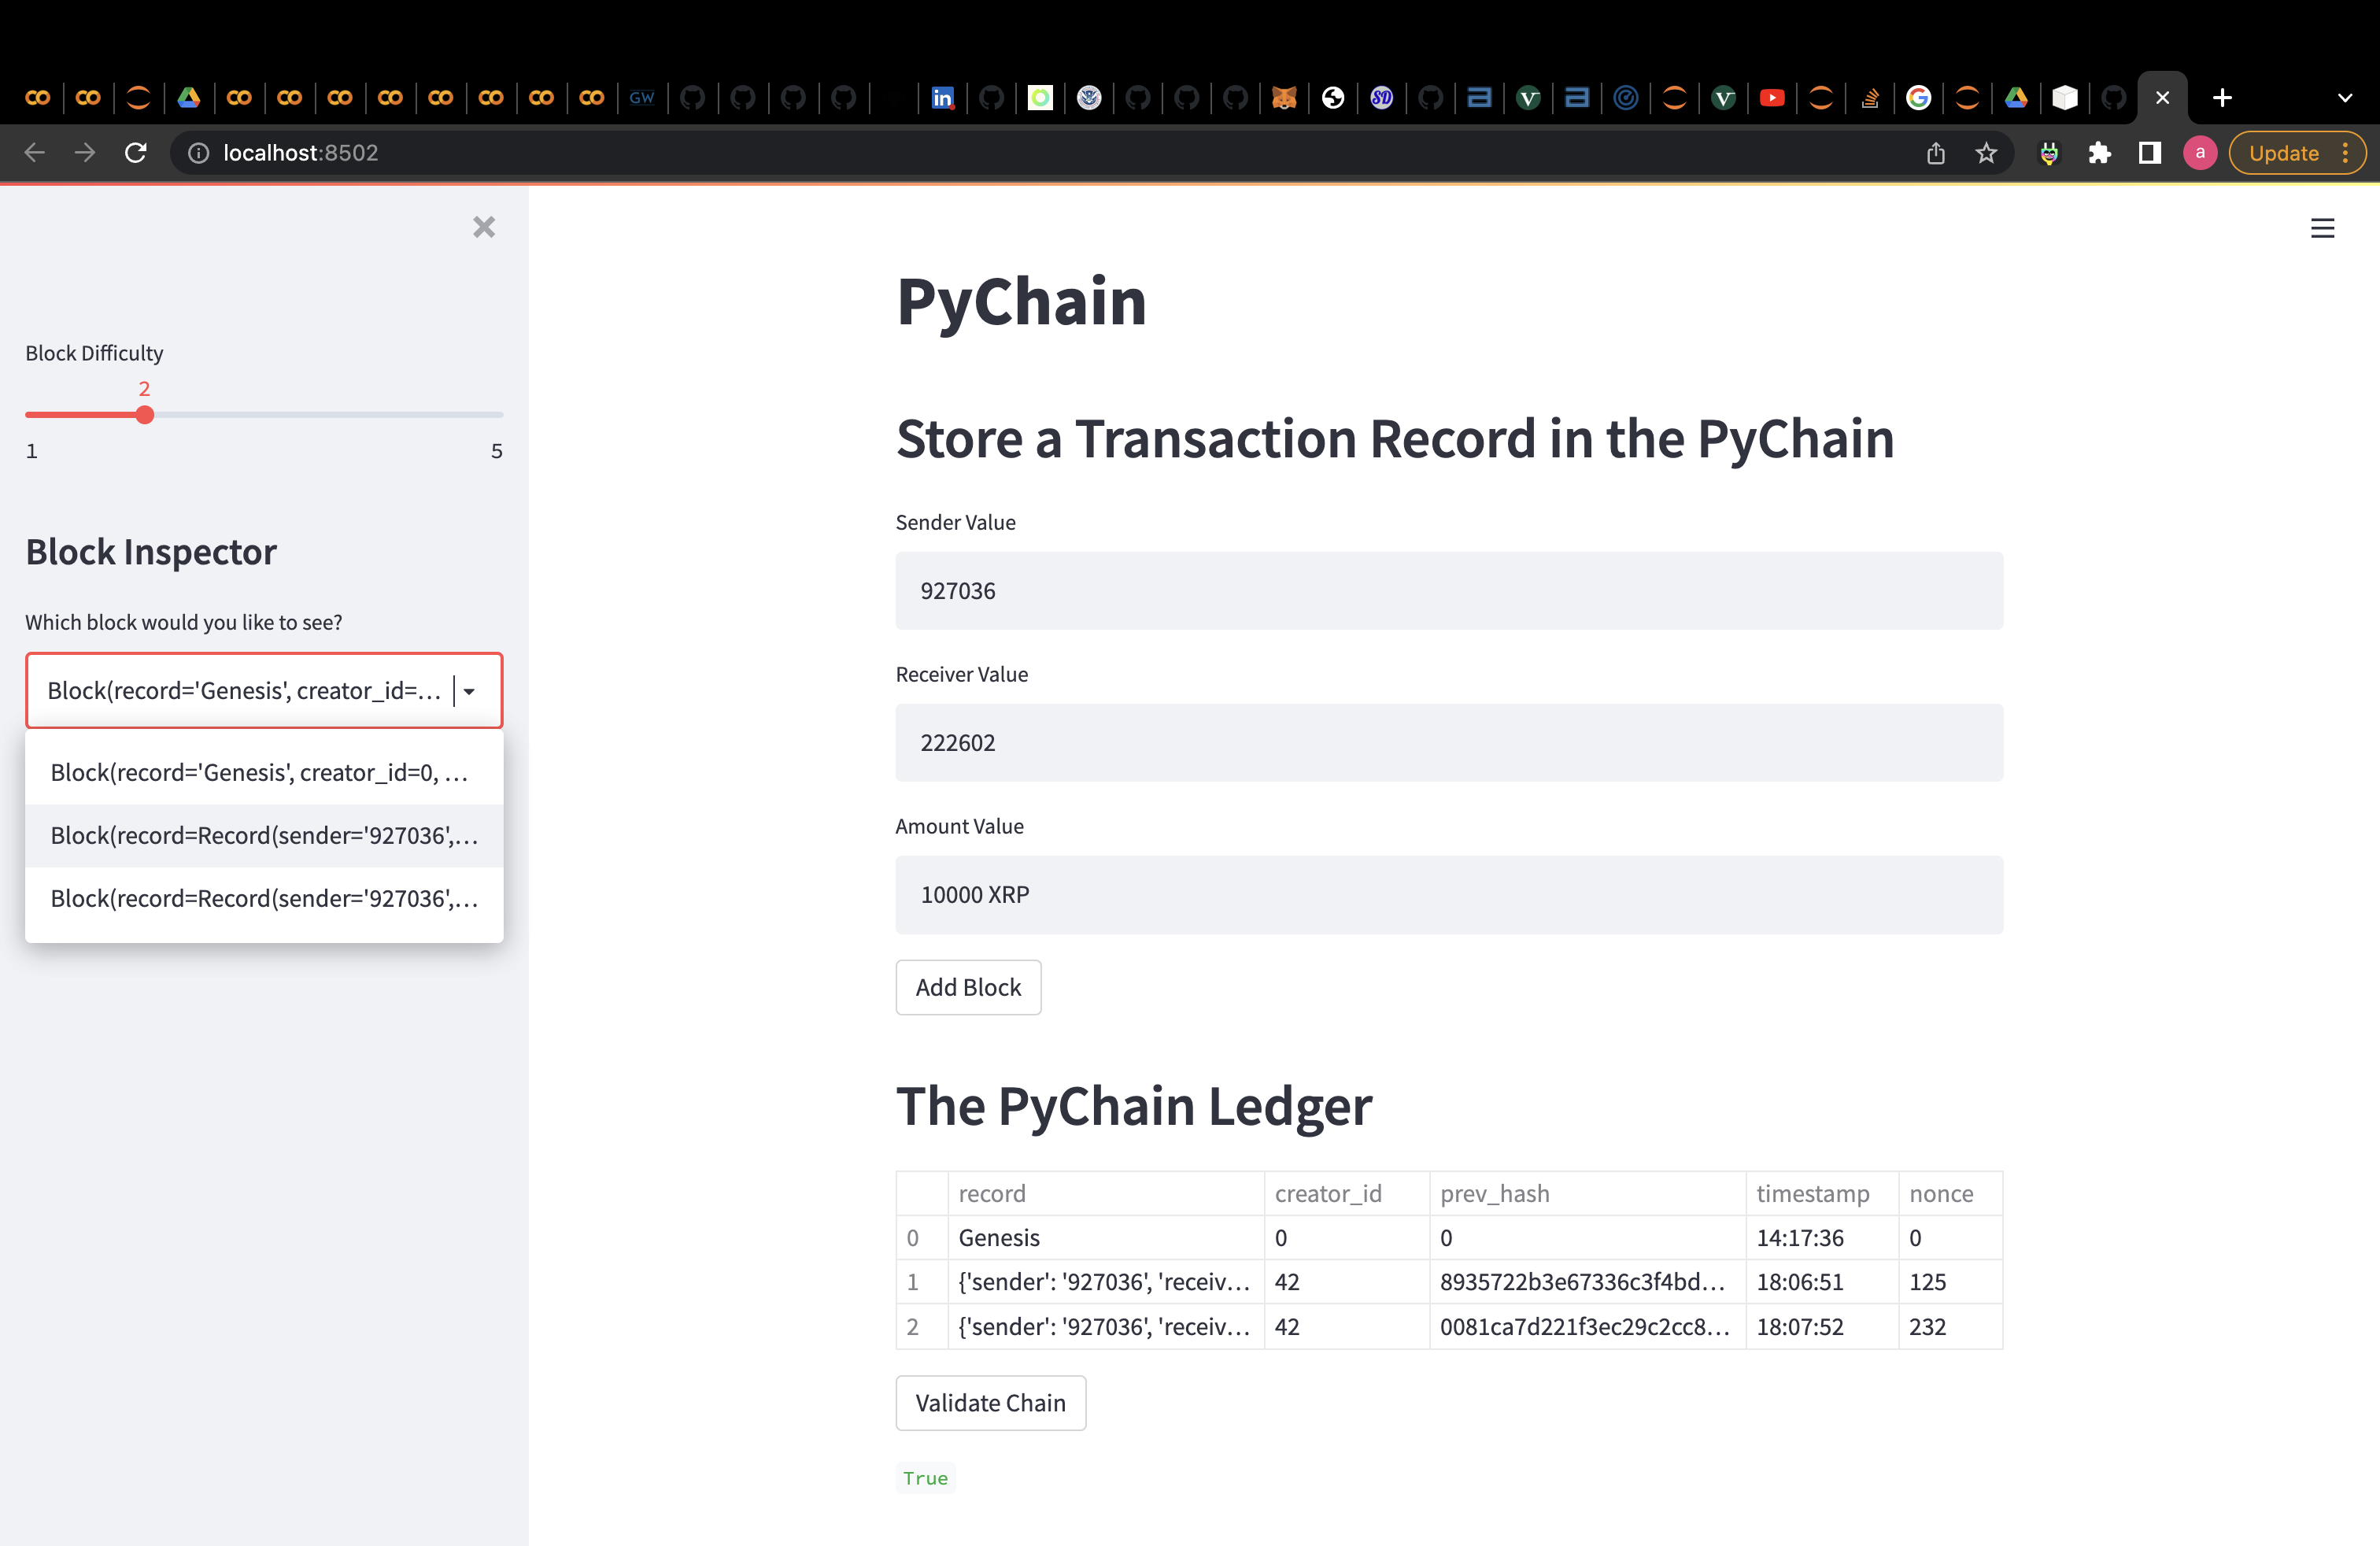 GW
in
SD
V
V
G
localhost:8502
a
Update
Block Difficulty
2
1 5
Block Inspector
Which block would you like to see?
Block(record='Genesis', creator_id=...
Block(record='Genesis', creator_id=0, ...
Block(record=Record(sender='927036',...
Block(record=Record(sender='927036',...
PyChain
Store a Transaction Record in the PyChain
Sender Value
927036
Receiver Value
222602
Amount Value
10000 XRP
Add Block
The PyChain Ledger
record creator_id prev_hash timestamp nonce
0 Genesis 0 0 14:17:36 0
1 {'sender': '927036', 'receiv... 42 8935722b3e67336c3f4bd... 18:06:51 125
2 {'sender': '927036', 'receiv... 42 0081ca7d221f3ec29c2cc8... 18:07:52 232
Validate Chain
True